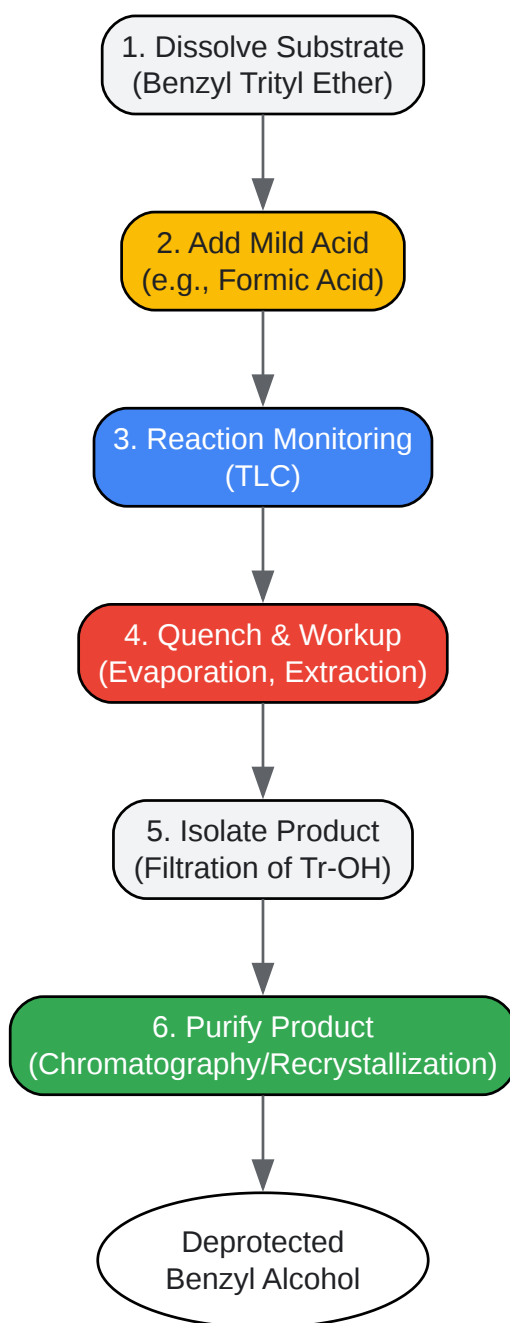 1. Dissolve Substrate
(Benzyl Trityl Ether)
2. Add Mild Acid
(e.g., Formic Acid)
3. Reaction Monitoring
(TLC)
4. Quench & Workup
(Evaporation, Extraction)
5. Isolate Product
(Filtration of Tr-OH)
6. Purify Product
(Chromatography/Recrystallization)
Deprotected
Benzyl Alcohol